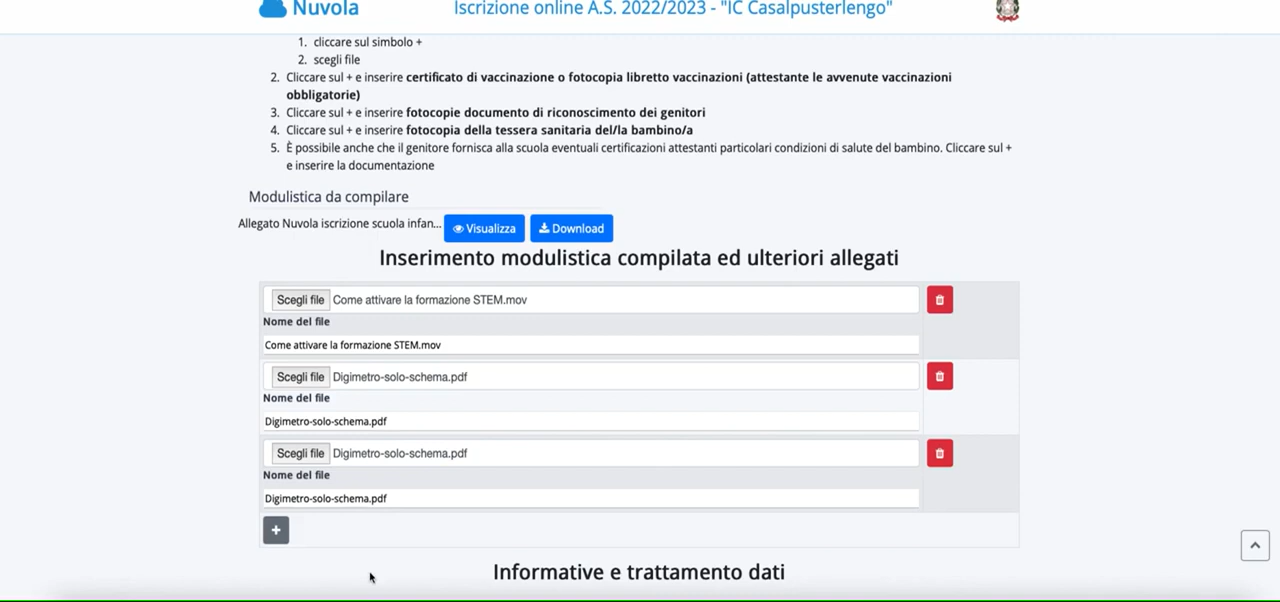 Nuvola
Iscrizione online A.S. 2022/2023 - "IC Casalpusterlengo"
1. cliccare sul simbolo +
2. scegli file
2. Cliccare sul + e inserire certificato di vaccinazione o fotocopia libretto vaccinazioni (attestante le avvenute vaccinazioni
obbligatorie)
3. Cliccare sul + e inserire fotocopie documento di riconoscimento dei genitori
4. Cliccare sul + e inserire fotocopia della tessera sanitaria del/la bambino/a
5. È possibile anche che il genitore fornisca alla scuola eventuali certificazioni attestanti particolari condizioni di salute del bambino. Cliccare sul +
e inserire la documentazione
Modulistica da compilare
Allegato Nuvola iscrizione scuola infan... Visualizza Download
Inserimento modulistica compilata ed ulteriori allegati
Scegli file Come attivare la formazione STEM.mov
Nome del file
Come attivare la formazione STEM.mov
Scegli file Digimetro-solo-schema.pdf
Nome del file
Digimetro-solo-schema.pdf
Scegli file Digimetro-solo-schema.pdf
Nome del file
Digimetro-solo-schema.pdf
+
Informative e trattamento dati